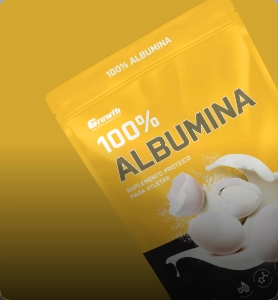 100% ALBUMINA
Growth
100%
ALBUMINA
SUPLEMENTO PROTEICO
PARA ATLETAS